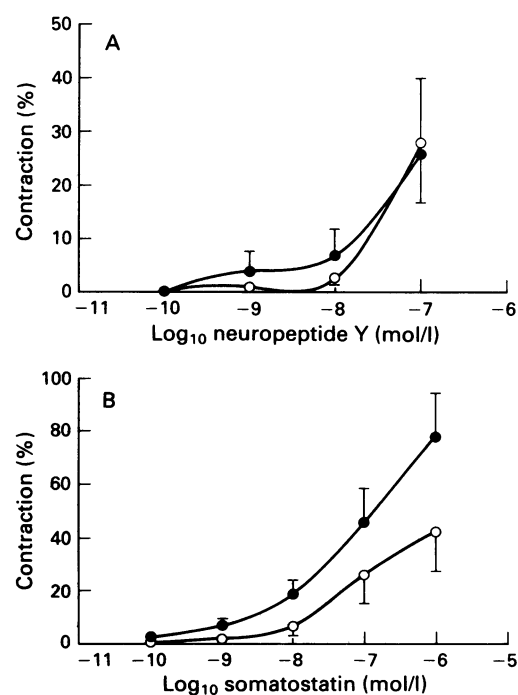 50
A
40
30
20
10
0
Contraction (%)
−11 −10 −9 −8 −7 −6
Log10 neuropeptide Y (mol/l)
100
B
80
60
40
20
0
Contraction (%)
−11 −10 −9 −8 −7 −6 −5
Log10 somatostatin (mol/l)